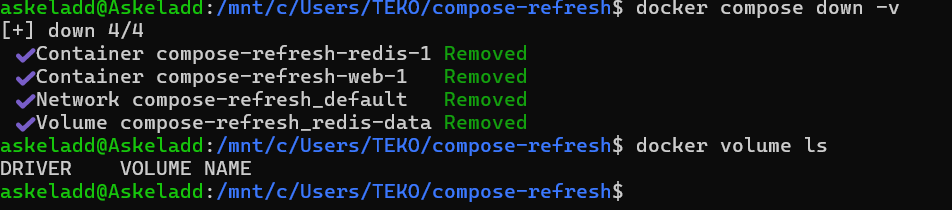 askeladd@Askeladd:/mnt/c/Users/TEKO/compose-refresh$ docker compose down -v
[+] down 4/4
 ✔Container compose-refresh-redis-1 Removed
 ✔Container compose-refresh-web-1   Removed
 ✔Network compose-refresh_default   Removed
 ✔Volume compose-refresh_redis-data Removed
askeladd@Askeladd:/mnt/c/Users/TEKO/compose-refresh$ docker volume ls
DRIVER    VOLUME NAME
askeladd@Askeladd:/mnt/c/Users/TEKO/compose-refresh$